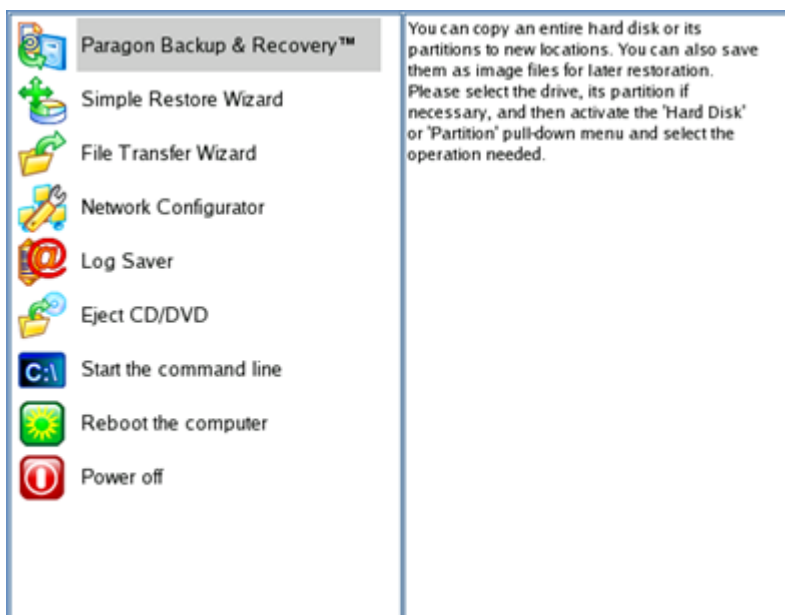 Paragon Backup & Recovery™
Simple Restore Wizard
File Transfer Wizard
Network Configurator
Log Saver
Eject CD/DVD
C:\
Start the command line
Reboot the computer
Power off
You can copy an entire hard disk or its
partitions to new locations. You can also save
them as image files for later restoration.
Please select the drive, its partition if
necessary, and then activate the 'Hard Disk'
or 'Partition' pull-down menu and select the
operation needed.